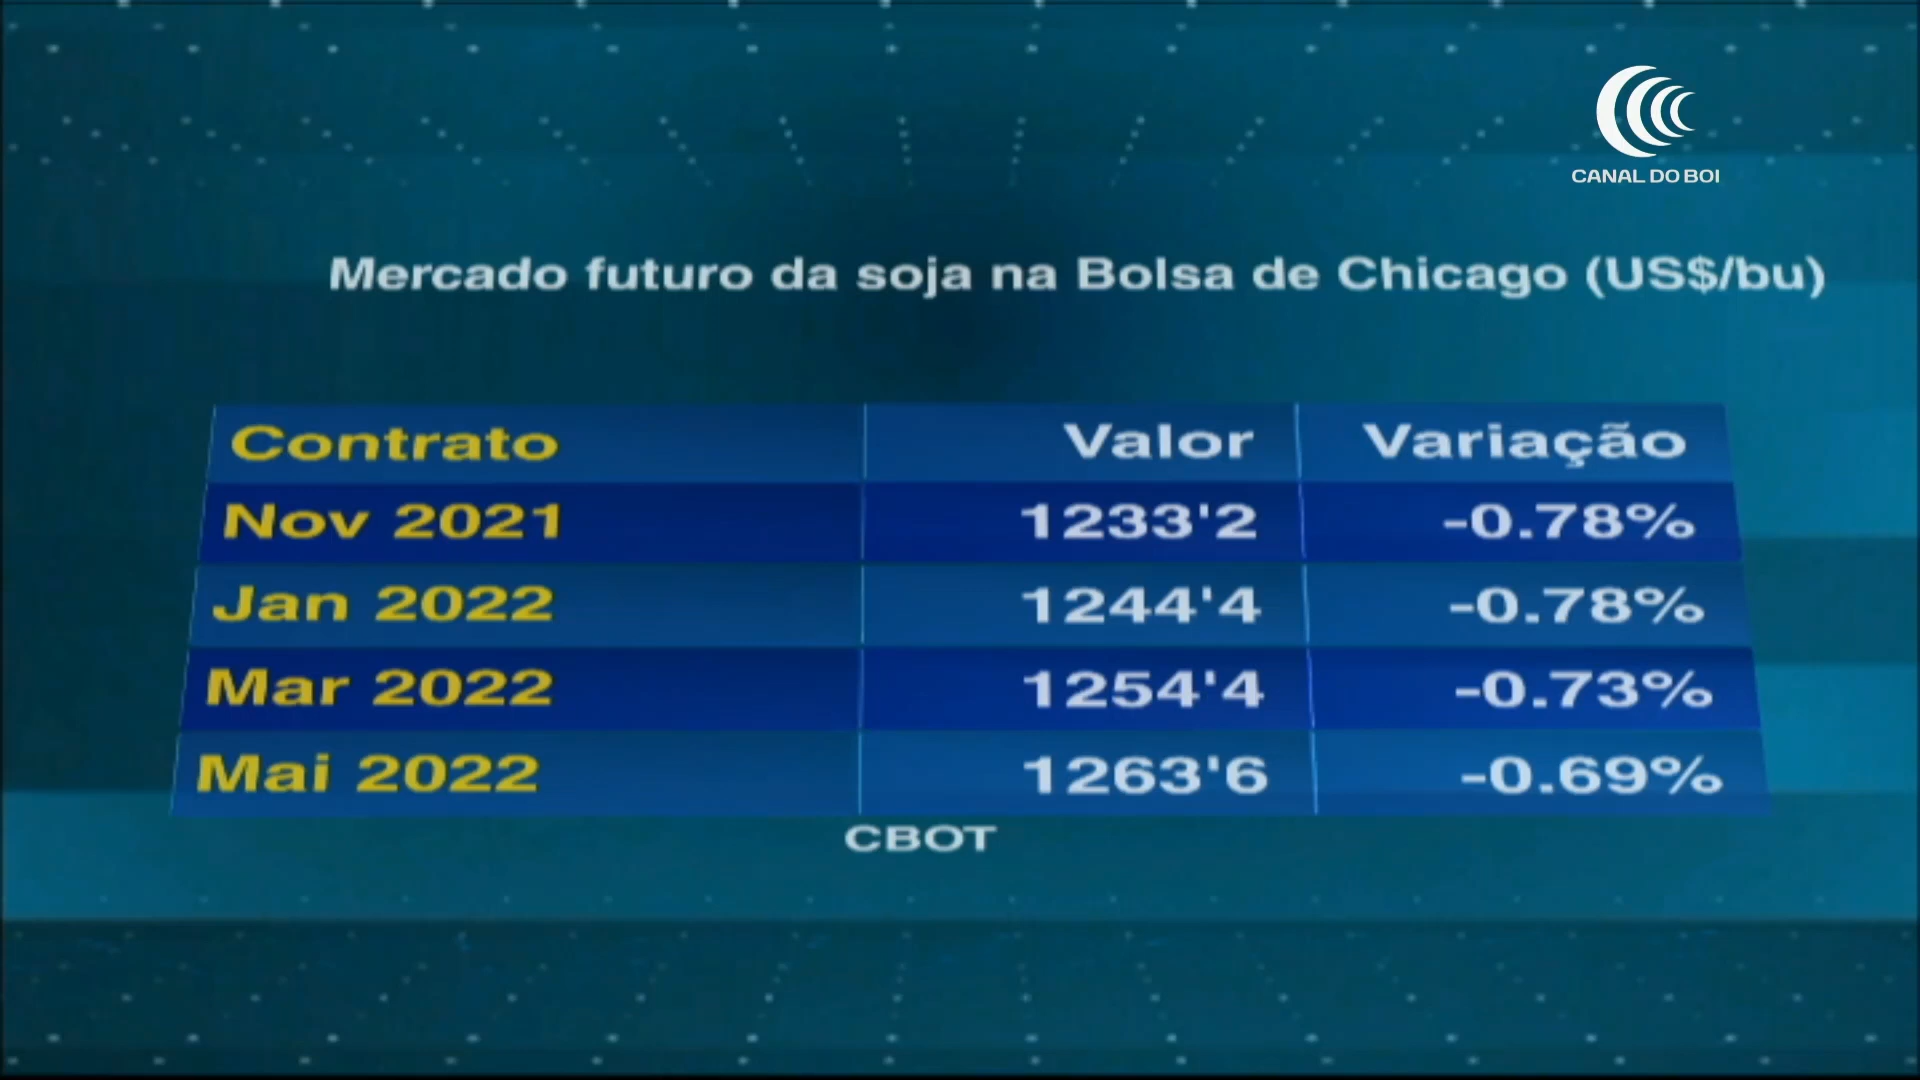 CANAL DO BOI
Mercado futuro da soja na Bolsa de Chicago (US$/bu)
Contrato Valor Variação
Nov 2021 1233'2 -0.78%
Jan 2022 1244'4 -0.78%
Mar 2022 1254'4 -0.73%
Mai 2022 1263'6 -0.69%
CBOT